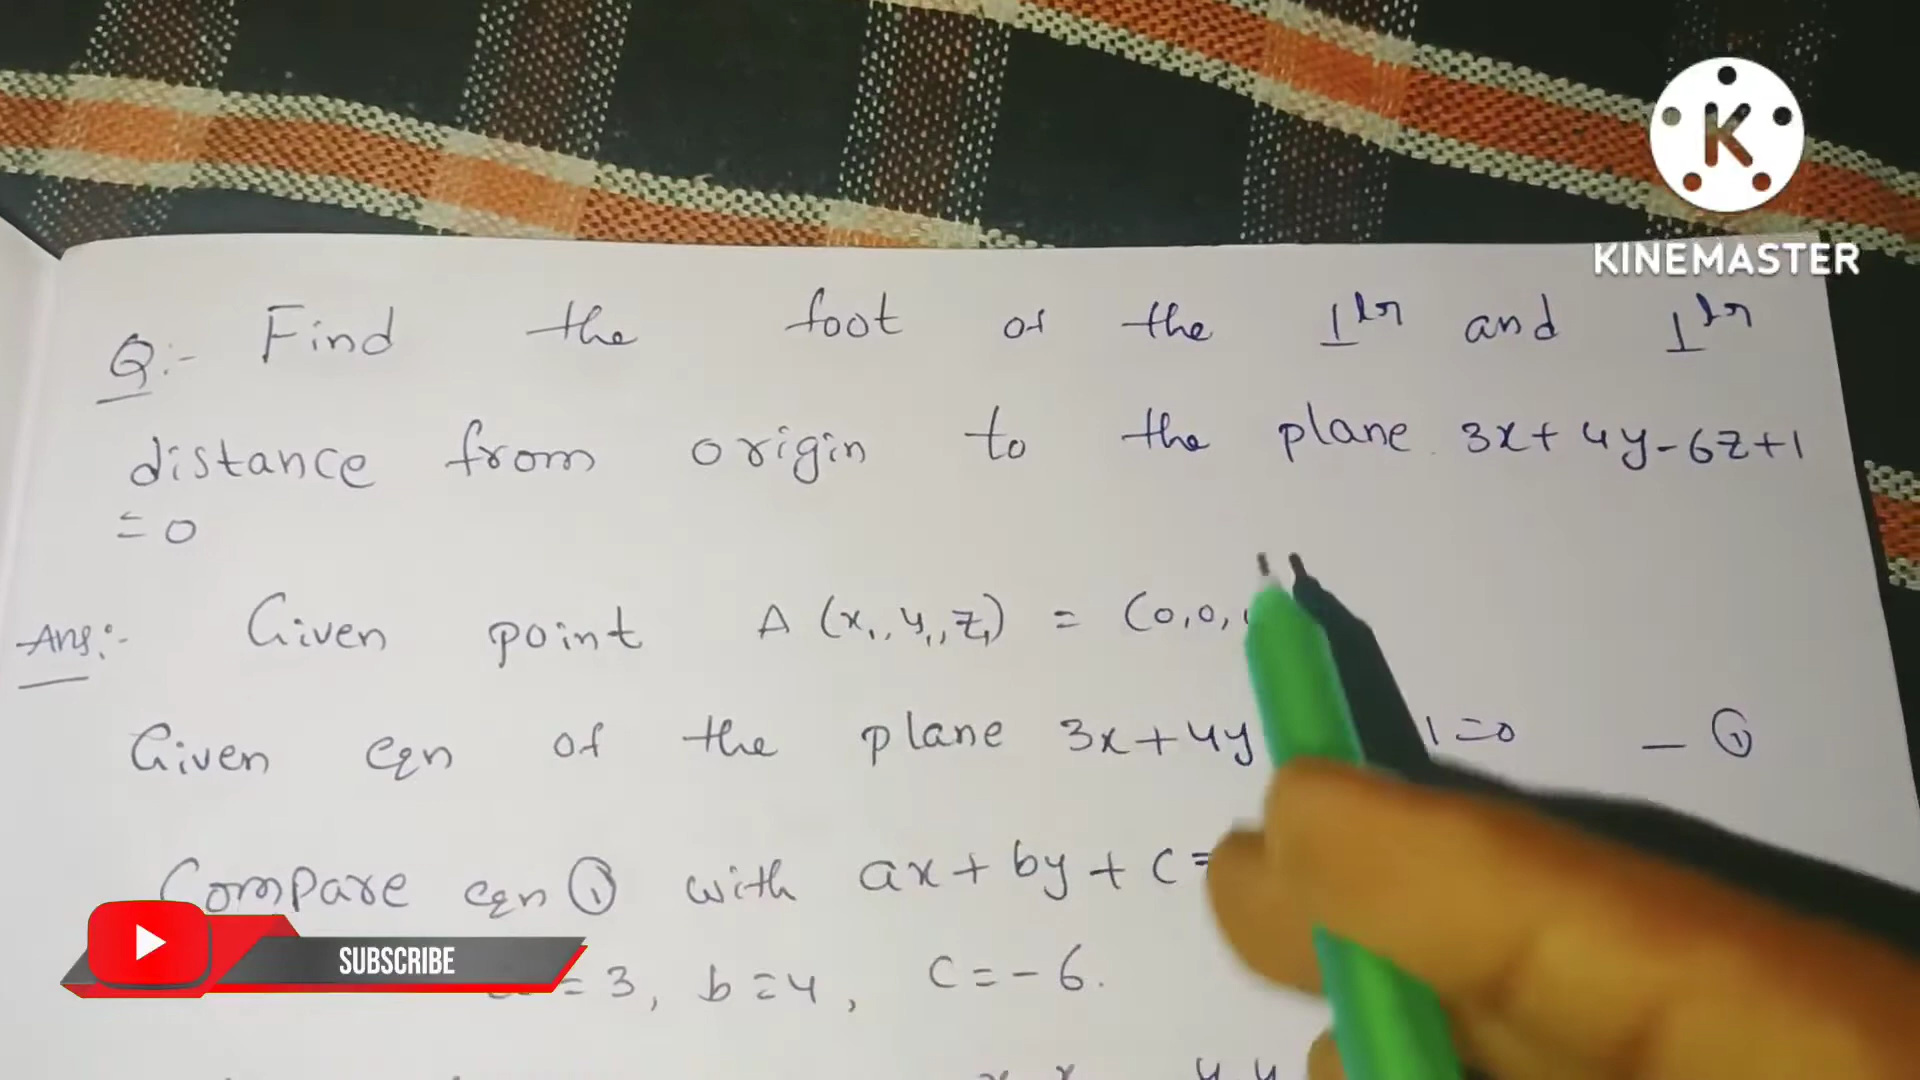 K
KINEMASTER
Q:- Find the foot of the ⊥lr and ⊥lr
distance from origin to the plane 3x+4y-6z+1
=0
Ans:- Given point A (x₁, y₁, z₁) = (0,0,
Given eqn of the plane 3x+4y 1=0 — ①
Compare eqn ① with ax+by+c=
=3, b=4, c=-6.
SUBSCRIBE